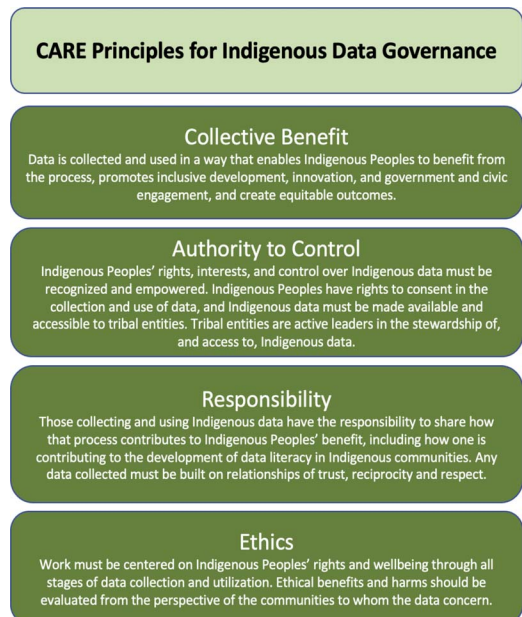 CARE Principles for Indigenous Data Governance
Collective Benefit
Data is collected and used in a way that enables Indigenous Peoples to benefit from
the process, promotes inclusive development, innovation, and government and civic
engagement, and create equitable outcomes.
Authority to Control
Indigenous Peoples’ rights, interests, and control over Indigenous data must be
recognized and empowered. Indigenous Peoples have rights to consent in the
collection and use of data, and Indigenous data must be made available and
accessible to tribal entities. Tribal entities are active leaders in the stewardship of,
and access to, Indigenous data.
Responsibility
Those collecting and using Indigenous data have the responsibility to share how
that process contributes to Indigenous Peoples’ benefit, including how one is
contributing to the development of data literacy in Indigenous communities. Any
data collected must be built on relationships of trust, reciprocity and respect.
Ethics
Work must be centered on Indigenous Peoples’ rights and wellbeing through all
stages of data collection and utilization. Ethical benefits and harms should be
evaluated from the perspective of the communities to whom the data concern.